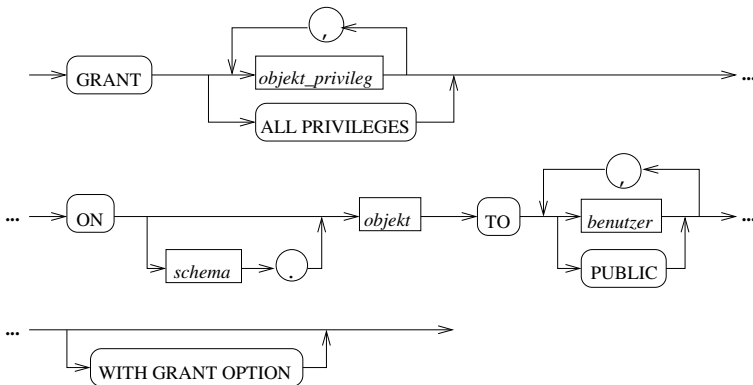 ,
GRANT objekt_privileg ...
ALL PRIVILEGES
,
... ON objekt TO benutzer ...
schema . PUBLIC
...
WITH GRANT OPTION